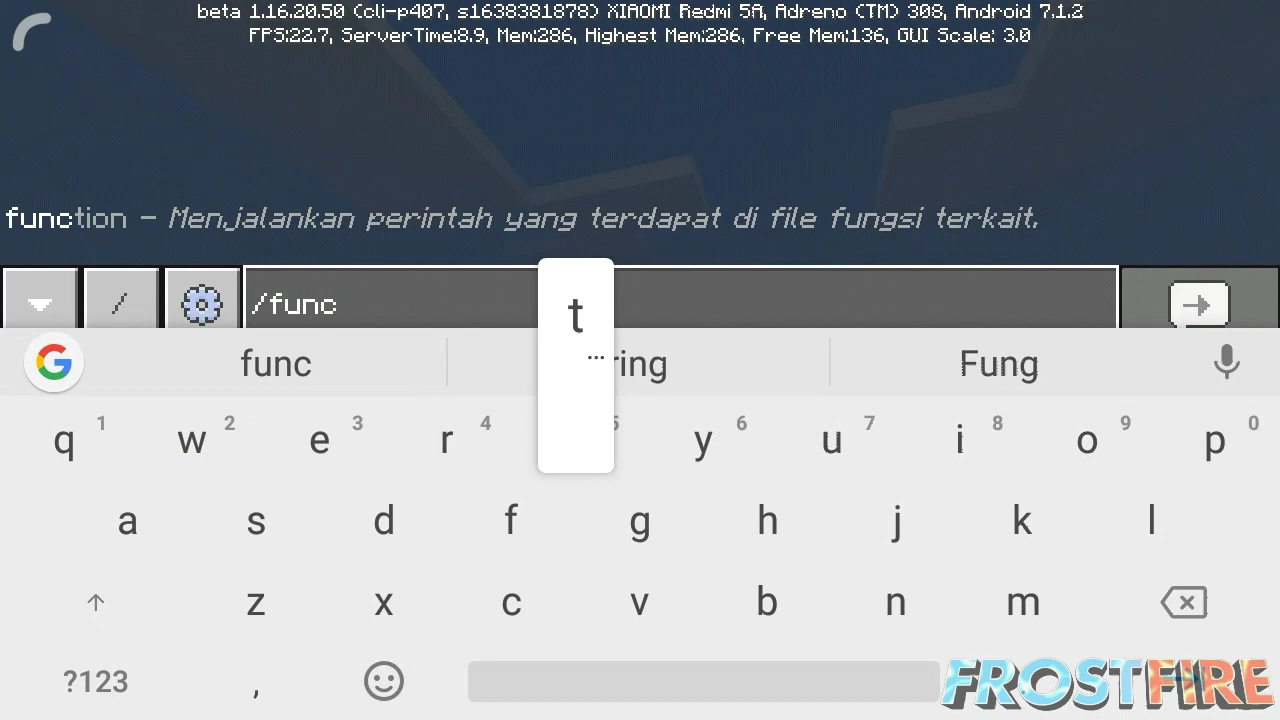 beta 1.16.20.50 (cli-p407, s1638381878) XIAOMI Redmi 5A, Adreno (TM) 308, Android 7.1.2
FPS:22.7, ServerTime:8.9, Mem:286, Highest Mem:286, Free Mem:136, GUI Scale: 3.0
function – Menjalankan perintah yang terdapat di file fungsi terkait.
/ /func
t
...
func ring Fung
q 1 w 2 e 3 r 4 5 y 6 u 7 i 8 o 9 p 0
a s d f g h j k l
z x c v b n m
?123 ,
FROSTFIRE